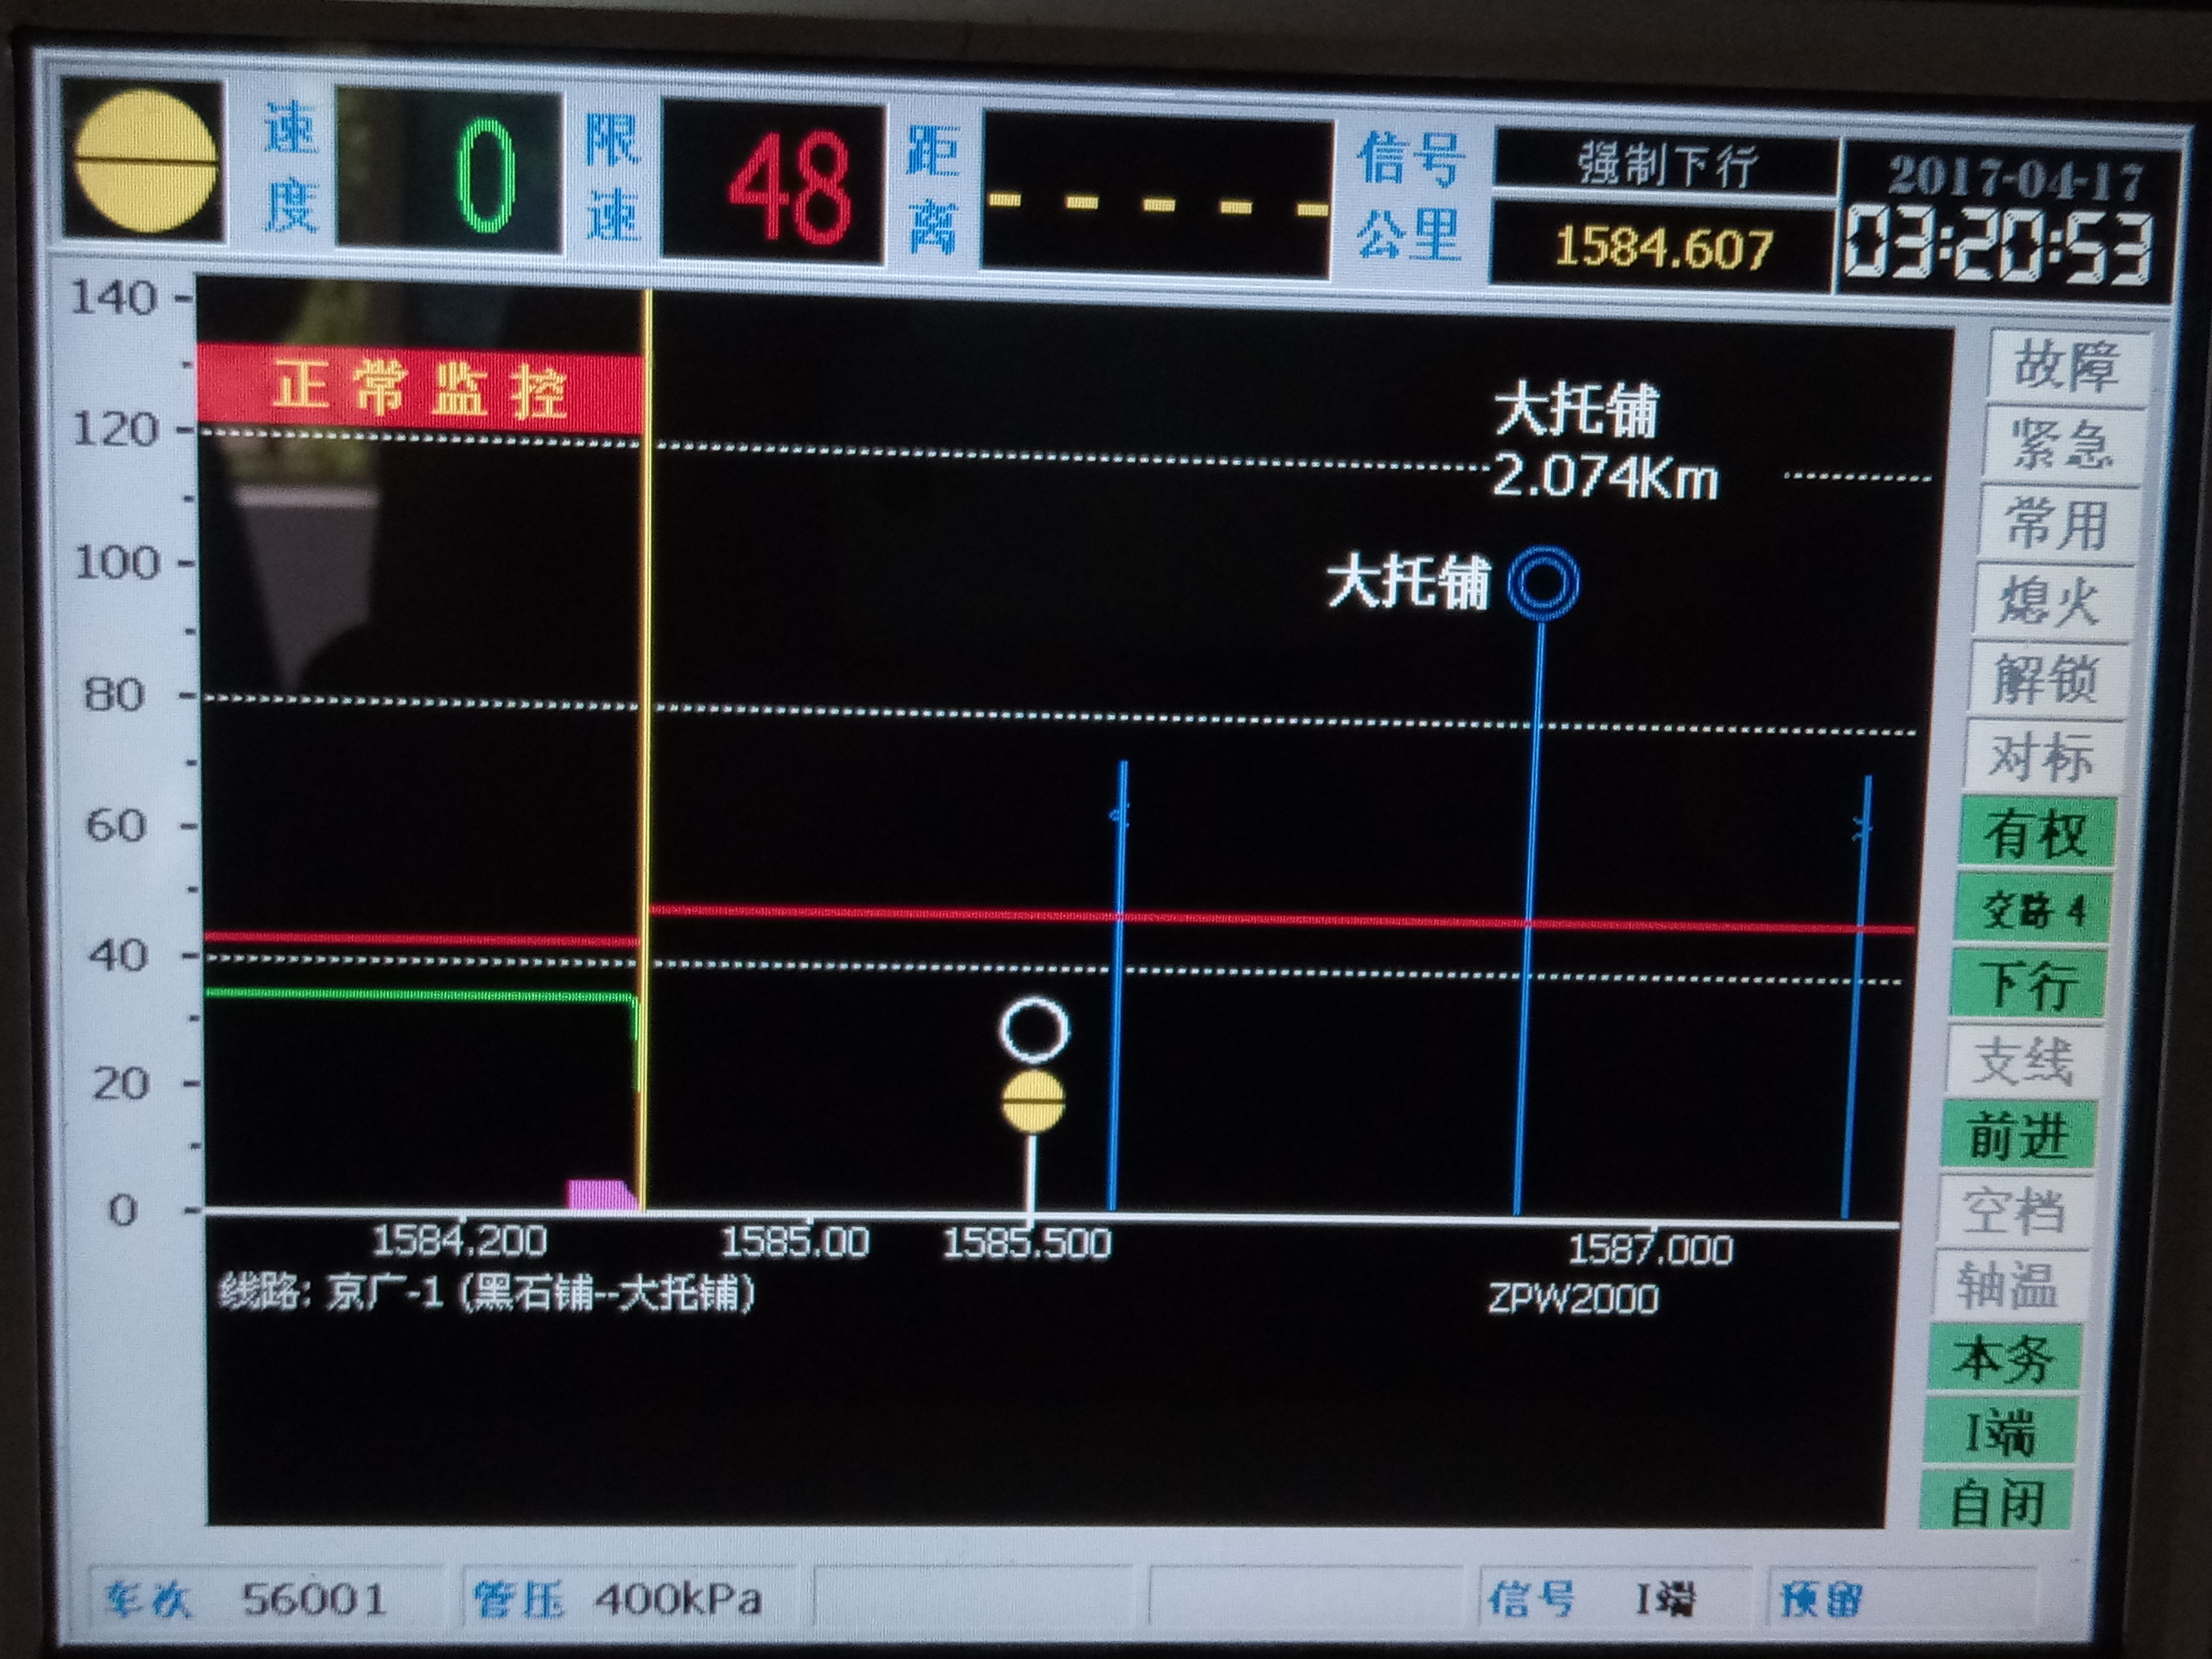 速度 0 限速 48 距离 ----- 信号 强制下行 2017-04-17
公里 1584.607 03:20:53
140
120
100
80
60
40
20
0
正常监控
大托铺
2.074Km
大托铺
1584.200 1585.00 1585.500 1587.000
线路: 京广-1 (黑石铺--大托铺) ZPW2000
故障
紧急
常用
熄火
解锁
对标
有权
交路 4
下行
支线
前进
空档
轴温
本务
I端
自闭
车次 56001 管压 400kPa 信号 I端 预留